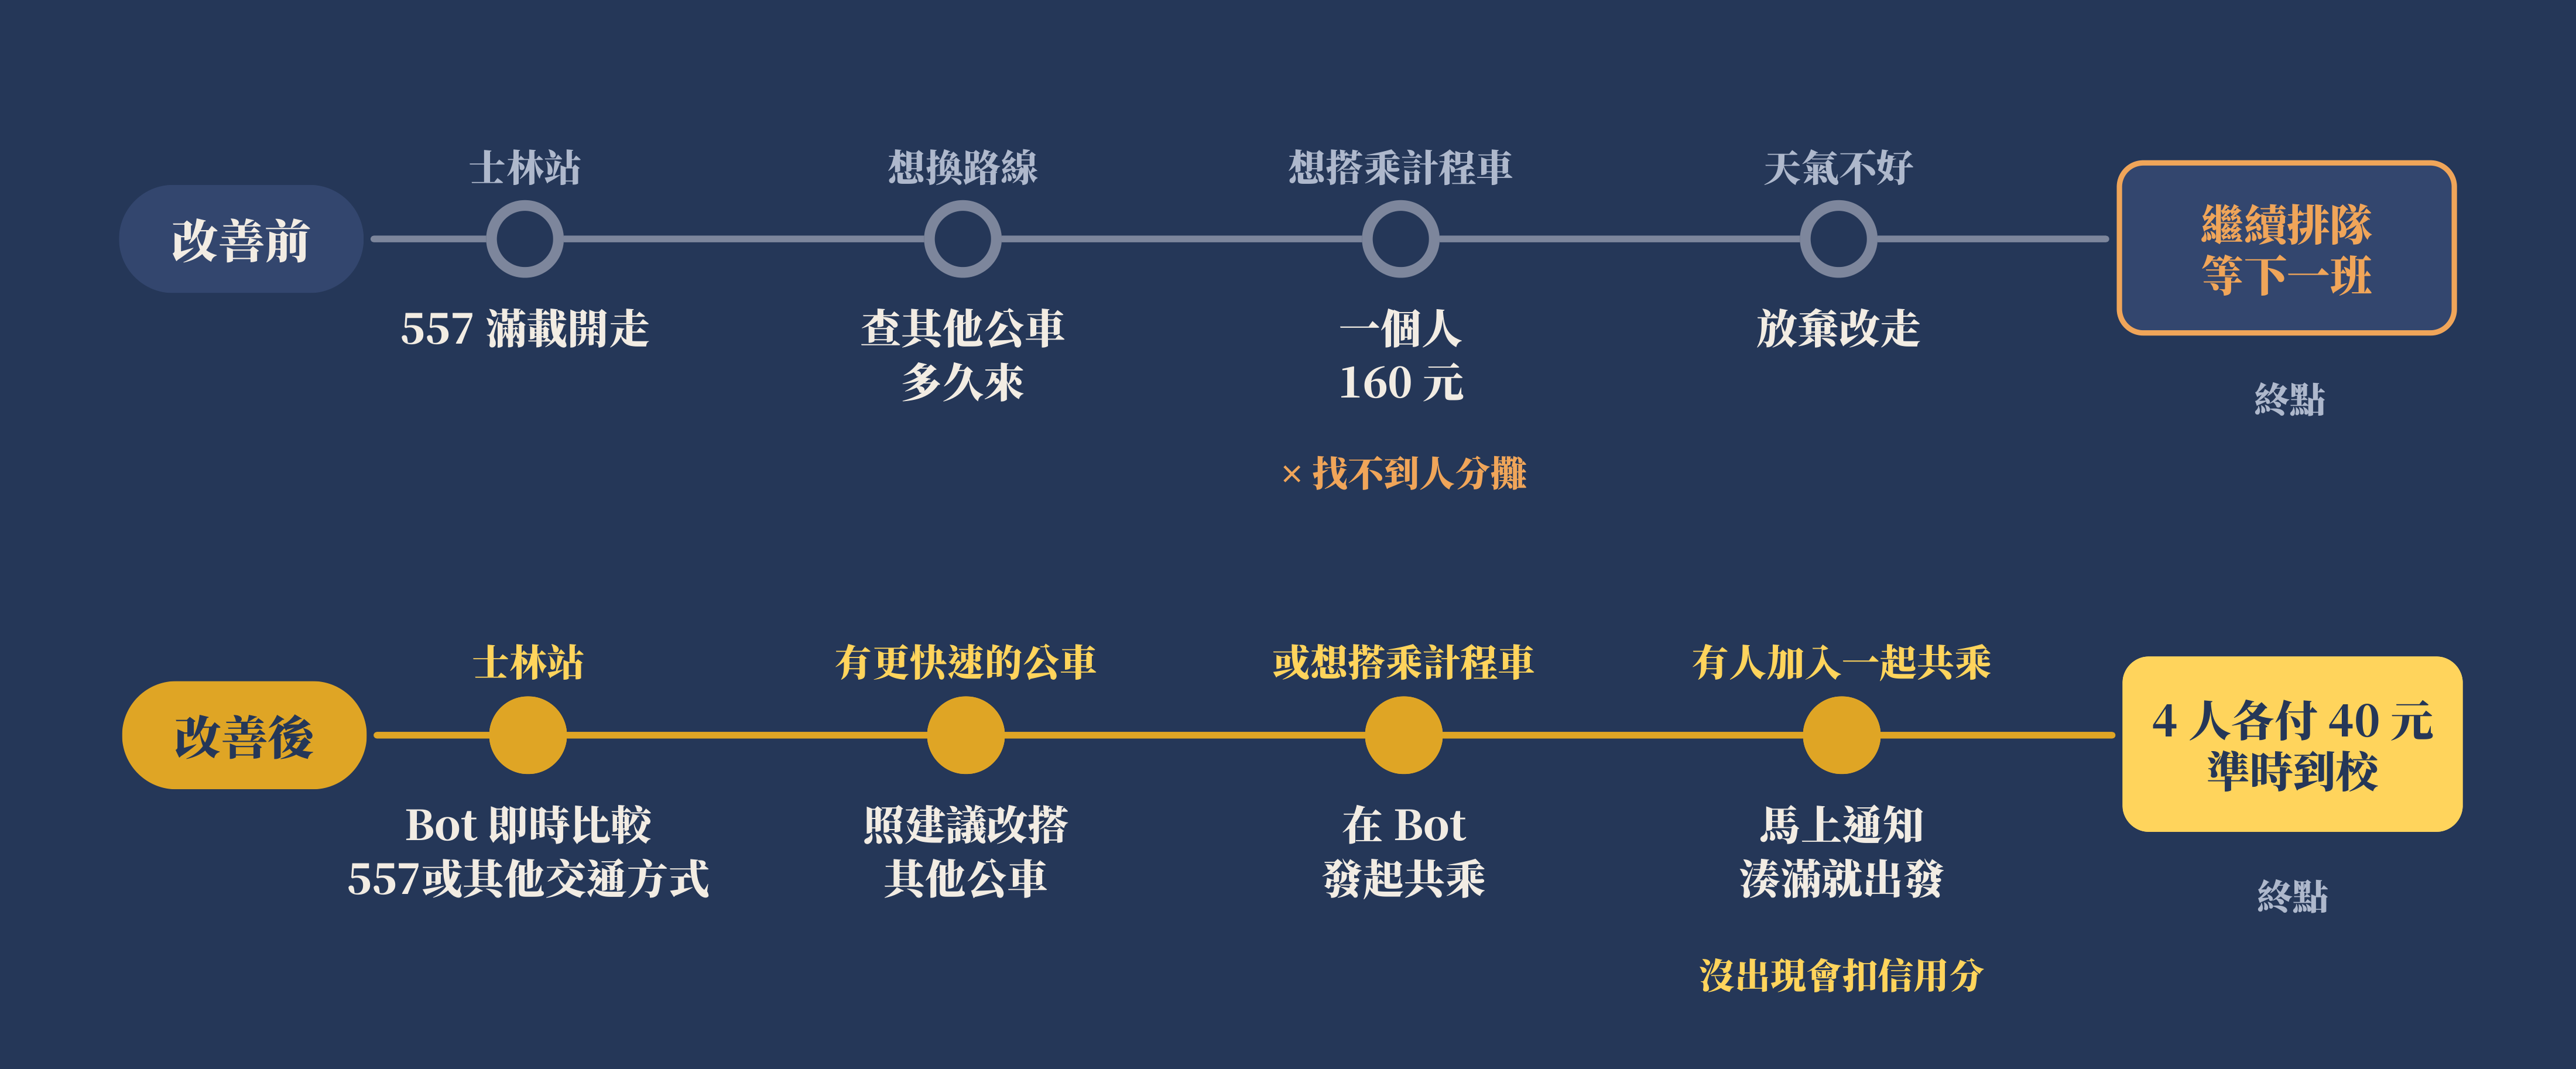 改善前
士林站
557 滿載開走
想換路線
查其他公車
多久來
想搭乘計程車
一個人
160 元
× 找不到人分攤
天氣不好
放棄改走
繼續排隊
等下一班
終點
改善後
士林站
Bot 即時比較
557或其他交通方式
有更快速的公車
照建議改搭
其他公車
或想搭乘計程車
在 Bot
發起共乘
有人加入一起共乘
馬上通知
湊滿就出發
沒出現會扣信用分
4 人各付 40 元
準時到校
終點